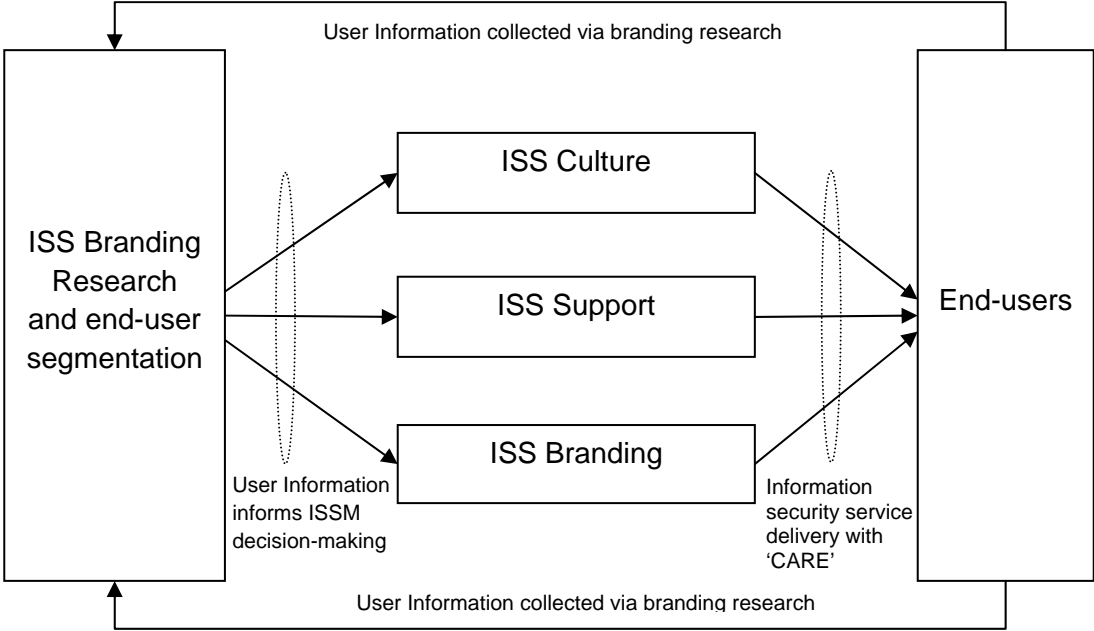 User Information collected via branding research
ISS Branding
Research
and end-user
segmentation
ISS Culture
ISS Support
ISS Branding
End-users
User Information
informs ISSM
decision-making
Information
security service
delivery with
‘CARE’
User Information collected via branding research